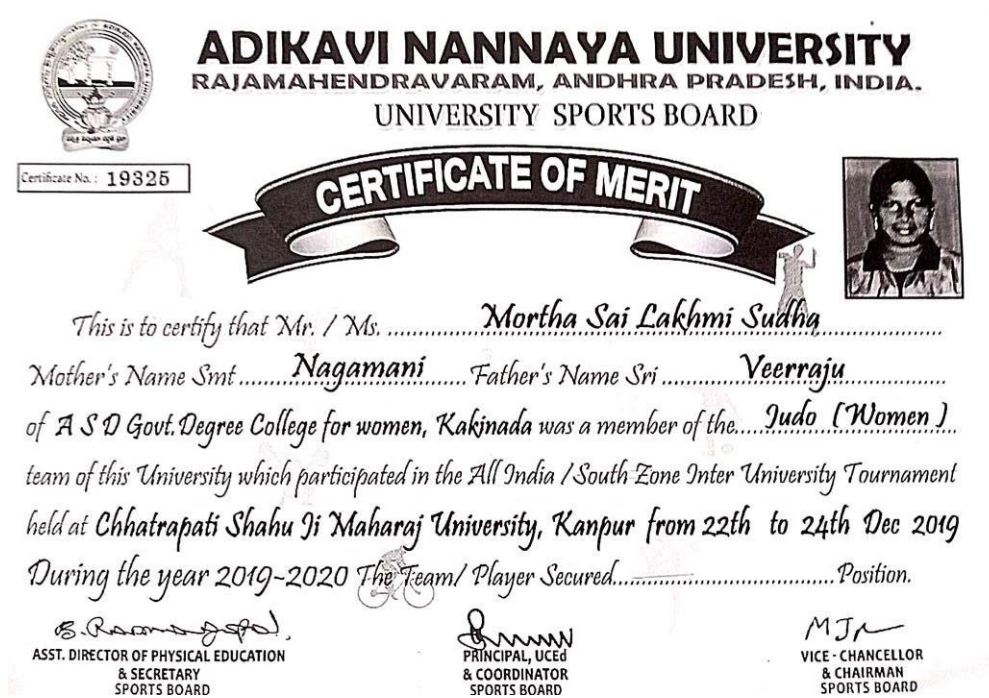 ADIKAVI NANNAYA UNIVERSITY
RAJAMAHENDRAVARAM, ANDHRA PRADESH, INDIA.
UNIVERSITY SPORTS BOARD
Certificate No. : 19325
CERTIFICATE OF MERIT
This is to certify that Mr. / Ms. Mortha Sai Lakhmi Sudha
Mother's Name Smt Nagamani Father's Name Sri Veerraju
of A S D Govt. Degree College for women, Kakinada was a member of the Judo (Women )
team of this University which participated in the All India / South Zone Inter University Tournament
held at Chhatrapati Shahu Ji Maharaj University, Kanpur from 22th to 24th Dec 2019
During the year 2019-2020 The Team/ Player Secured Position.
ASST. DIRECTOR OF PHYSICAL EDUCATION
& SECRETARY
SPORTS BOARD
PRINCIPAL, UCEd
& COORDINATOR
SPORTS BOARD
VICE - CHANCELLOR
& CHAIRMAN
SPORTS BOARD